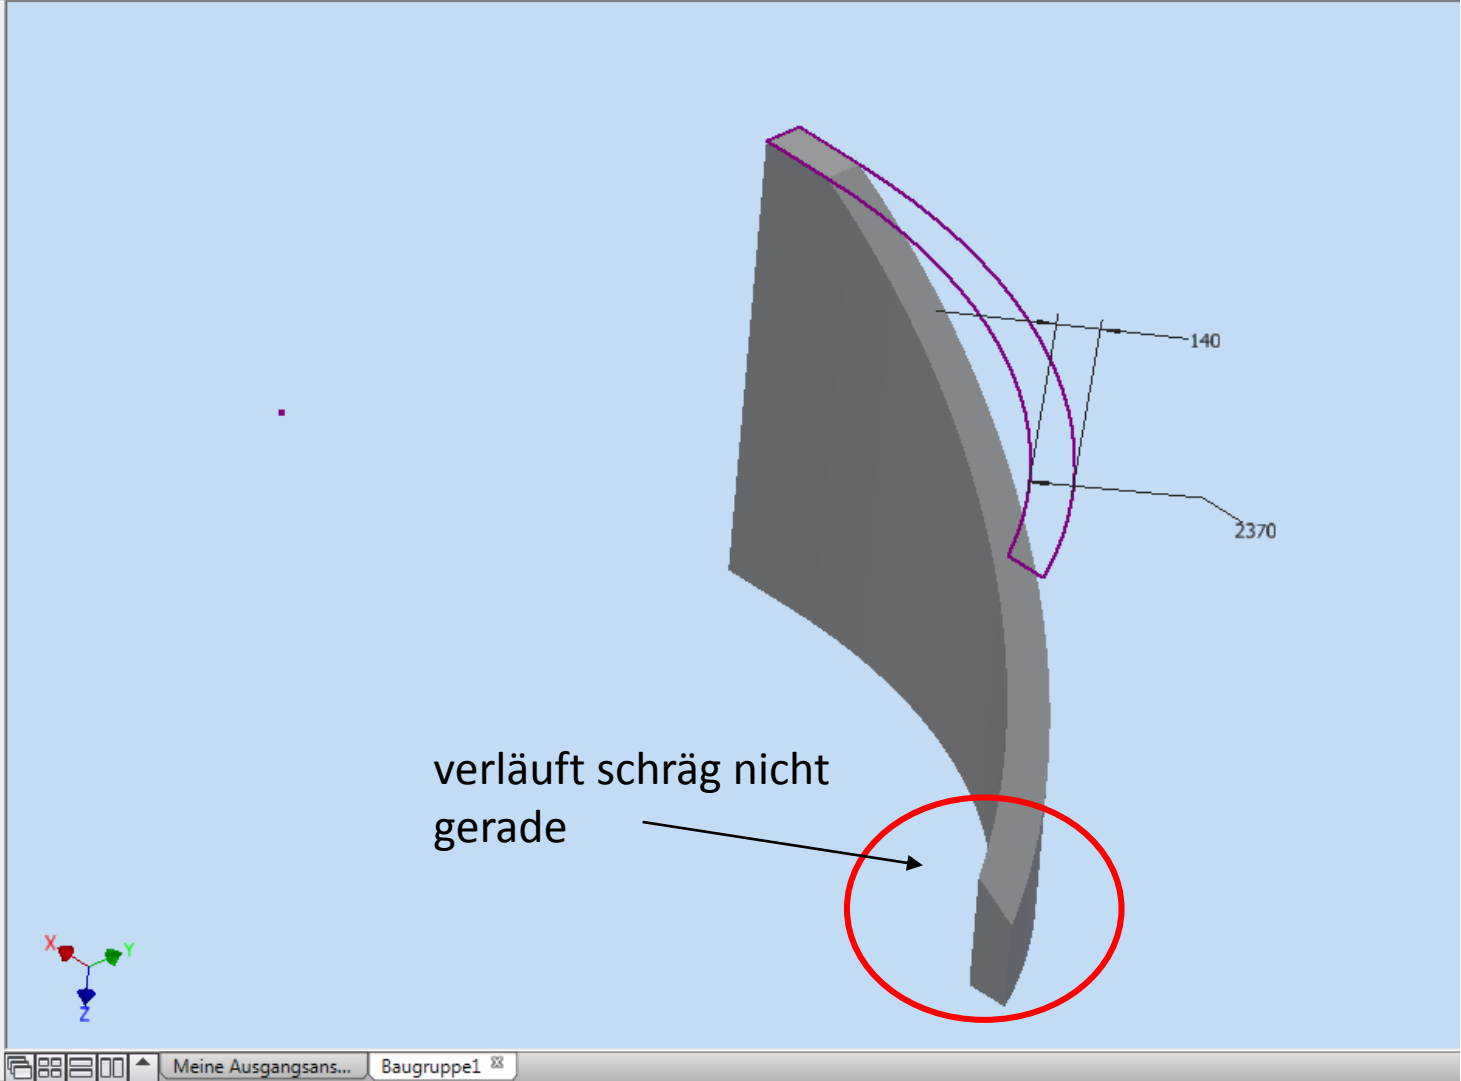 140
2370
verläuft schräg nicht
gerade
X
Y
Z
Meine Ausgangsans...
Baugruppe1